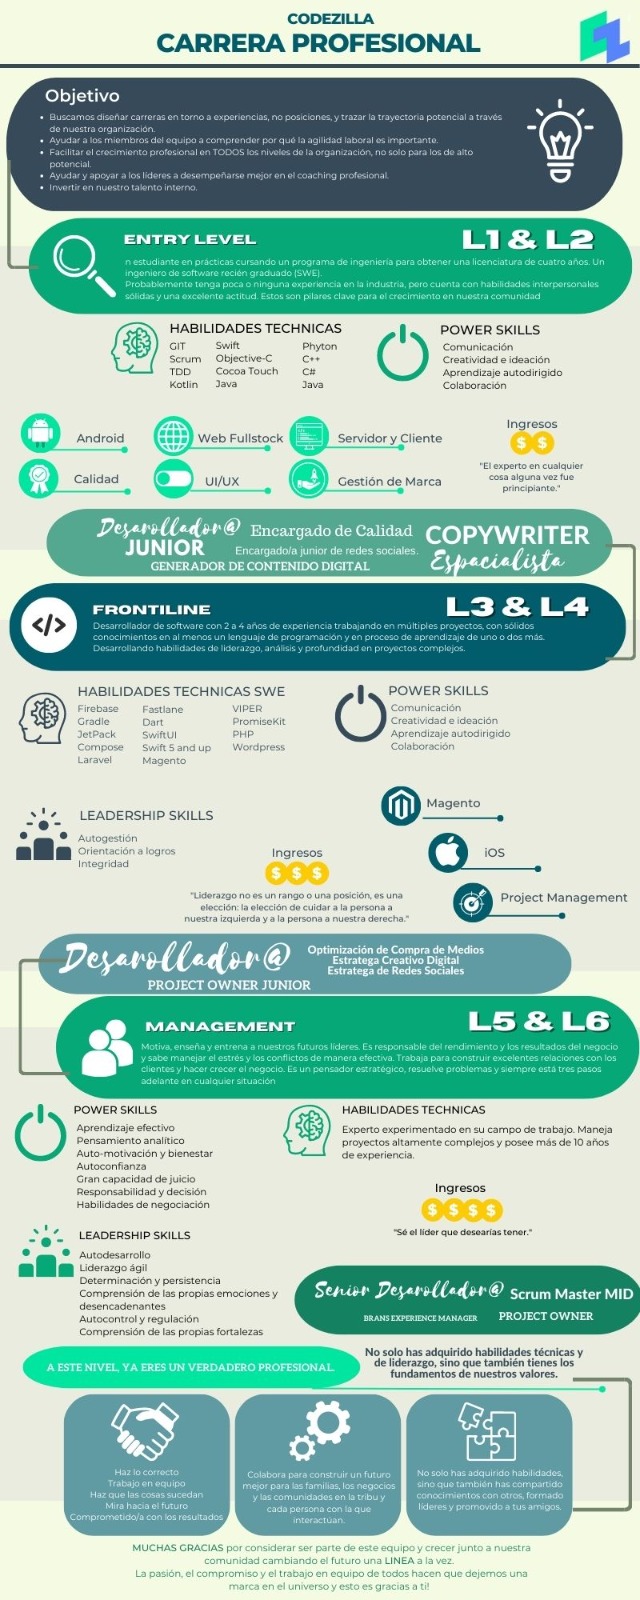 CODEZILLA
CARRERA PROFESIONAL
Objetivo
• Buscamos diseñar carreras en torno a experiencias, no posiciones, y trazar la trayectoria potencial a través
de nuestra organización.
• Ayudar a los miembros del equipo a comprender por qué la agilidad laboral es importante.
• Facilitar el crecimiento profesional en TODOS los niveles de la organización, no solo para los de alto
potencial.
• Ayudar y apoyar a los líderes a desempeñarse mejor en el coaching profesional.
• Invertir en nuestro talento interno.
ENTRY LEVEL
L1 & L2
n estudiante en prácticas cursando un programa de ingeniería para obtener una licenciatura de cuatro años. Un
ingeniero de software recién graduado (SWE).
Probablemente tenga poca o ninguna experiencia en la industria, pero cuenta con habilidades interpersonales
sólidas y una excelente actitud. Estos son pilares clave para el crecimiento en nuestra comunidad
HABILIDADES TECHNICAS
GIT
Scrum
TDD
Kotlin
Swift
Objective-C
Cocoa Touch
Java
Phyton
C++
C#
Java
POWER SKILLS
Comunicación
Creatividad e ideación
Aprendizaje autodirigido
Colaboración
Android
Web Fullstock
Servidor y Cliente
Calidad
UI/UX
Gestión de Marca
Ingresos
$ $
"El experto en cualquier
cosa alguna vez fue
principiante."
Desarollador@
JUNIOR
Encargado de Calidad
Encargado/a junior de redes sociales.
GENERADOR DE CONTENIDO DIGITAL
COPYWRITER
Espacialista
</>
FRONTILINE
L3 & L4
Desarrollador de software con 2 a 4 años de experiencia trabajando en múltiples proyectos, con sólidos
conocimientos en al menos un lenguaje de programación y en proceso de aprendizaje de uno o dos más.
Desarrollando habilidades de liderazgo, análisis y profundidad en proyectos complejos.
HABILIDADES TECHNICAS SWE
Firebase
Gradle
JetPack
Compose
Laravel
Fastlane
Dart
SwiftUI
Swift 5 and up
Magento
VIPER
PromiseKit
PHP
Wordpress
POWER SKILLS
Comunicación
Creatividad e ideación
Aprendizaje autodirigido
Colaboración
LEADERSHIP SKILLS
Autogestión
Orientación a logros
Integridad
Magento
iOS
Project Management
Ingresos
$ $ $
"Liderazgo no es un rango o una posición, es una
elección: la elección de cuidar a la persona a
nuestra izquierda y a la persona a nuestra derecha."
Desarollador@
PROJECT OWNER JUNIOR
Optimización de Compra de Medios
Estratega Creativo Digital
Estratega de Redes Sociales
MANAGEMENT
L5 & L6
Motiva, enseña y entrena a nuestros futuros líderes. Es responsable del rendimiento y los resultados del negocio
y sabe manejar el estrés y los conflictos de manera efectiva. Trabaja para construir excelentes relaciones con los
clientes y hacer crecer el negocio. Es un pensador estratégico, resuelve problemas y siempre está tres pasos
adelante en cualquier situación
POWER SKILLS
Aprendizaje efectivo
Pensamiento analítico
Auto-motivación y bienestar
Autoconfianza
Gran capacidad de juicio
Responsabilidad y decisión
Habilidades de negociación
HABILIDADES TECHNICAS
Experto experimentado en su campo de trabajo. Maneja
proyectos altamente complejos y posee más de 10 años
de experiencia.
Ingresos
$ $ $ $
"Sé el líder que desearías tener."
LEADERSHIP SKILLS
Autodesarrollo
Liderazgo ágil
Determinación y persistencia
Comprensión de las propias emociones y
desencadenantes
Autocontrol y regulación
Comprensión de las propias fortalezas
Senior Desarollador@
Scrum Master MID
BRANS EXPERIENCE MANAGER
PROJECT OWNER
A ESTE NIVEL, YA ERES UN VERDADERO PROFESIONAL.
No solo has adquirido habilidades técnicas y
de liderazgo, sino que también tienes los
fundamentos de nuestros valores.
Haz lo correcto
Trabajo en equipo
Haz que las cosas sucedan
Mira hacia el futuro
Comprometido/a con los resultados
Colabora para construir un futuro
mejor para las familias, los negocios
y las comunidades en la tribu y
cada persona con la que
interactúan.
No solo has adquirido habilidades,
sino que también has compartido
conocimientos con otros, formado
líderes y promovido a tus amigos.
MUCHAS GRACIAS por considerar ser parte de este equipo y crecer junto a nuestra
comunidad cambiando el futuro una LINEA a la vez.
La pasión, el compromiso y el trabajo en equipo de todos hacen que dejemos una
marca en el universo y esto es gracias a ti!